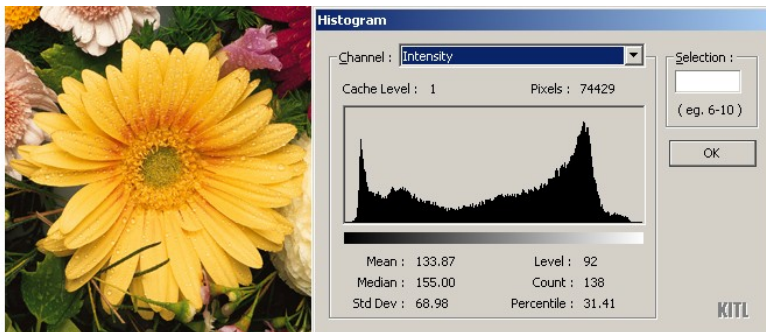 Histogram
Channel : Intensity
Selection :
Cache Level : 1 Pixels : 74429
( eg. 6-10 )
OK
Mean : 133.87 Level : 92
Median : 155.00 Count : 138
Std Dev : 68.98 Percentile : 31.41
KITL